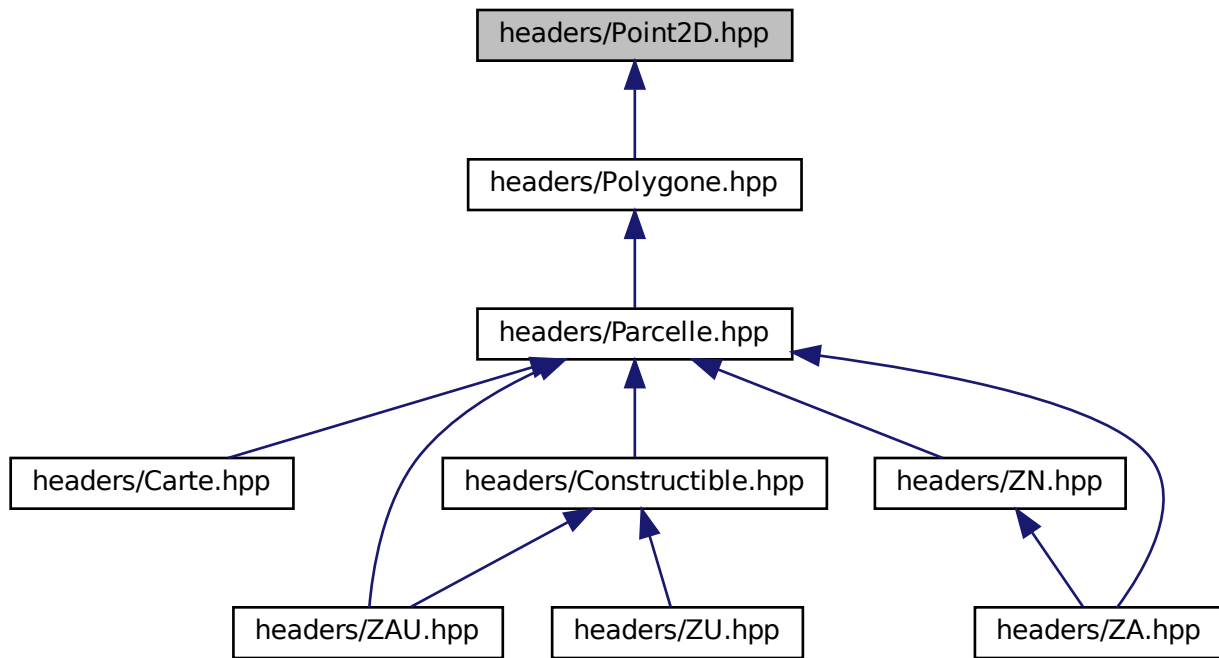 headers/Point2D.hpp
headers/Polygone.hpp
headers/Parcelle.hpp
headers/Carte.hpp
headers/Constructible.hpp
headers/ZN.hpp
headers/ZAU.hpp
headers/ZU.hpp
headers/ZA.hpp